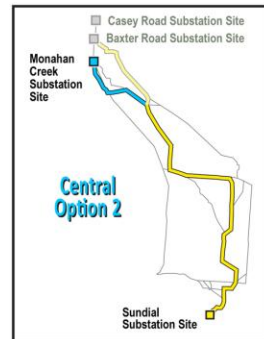 Casey Road Substation Site
Baxter Road Substation Site
Monahan
Creek
Substation
Site
Central
Option 2
Sundial
Substation Site